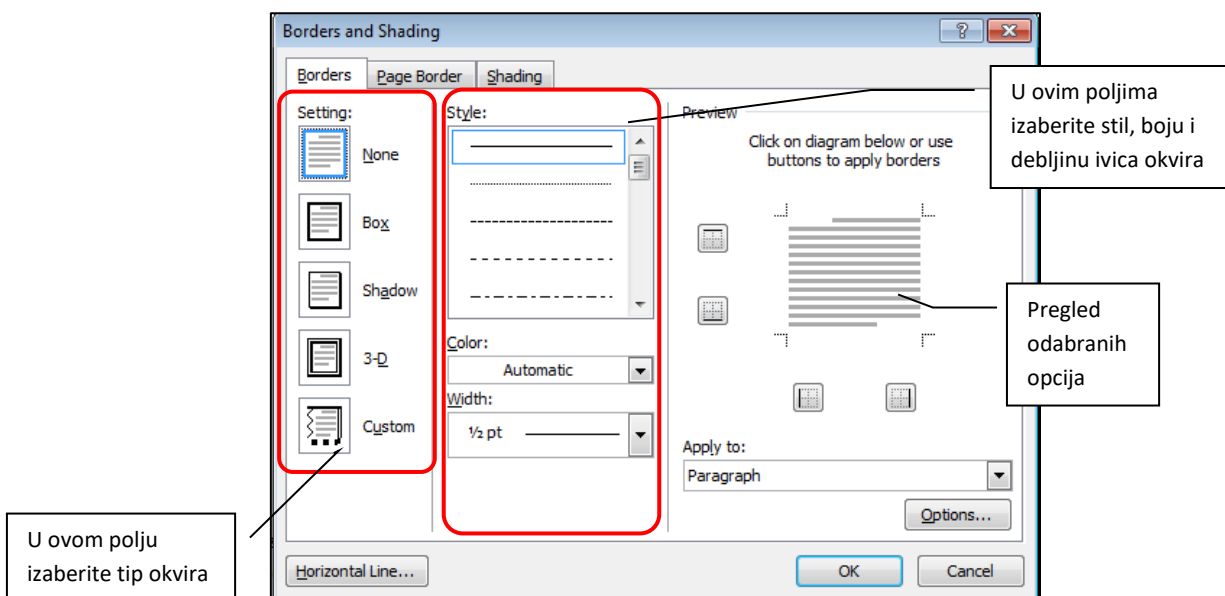 Borders and Shading
Borders
Page Border
Shading
Setting:
None
Box
Shadow
3-D
Custom
Style:
Color:
Automatic
Width:
½ pt
Preview
Click on diagram below or use
buttons to apply borders
Apply to:
Paragraph
Options...
Horizontal Line...
OK
Cancel
U ovim poljima
izaberite stil, boju i
debljinu ivica okvira
Pregled
odabranih
opcija
U ovom polju
izaberite tip okvira